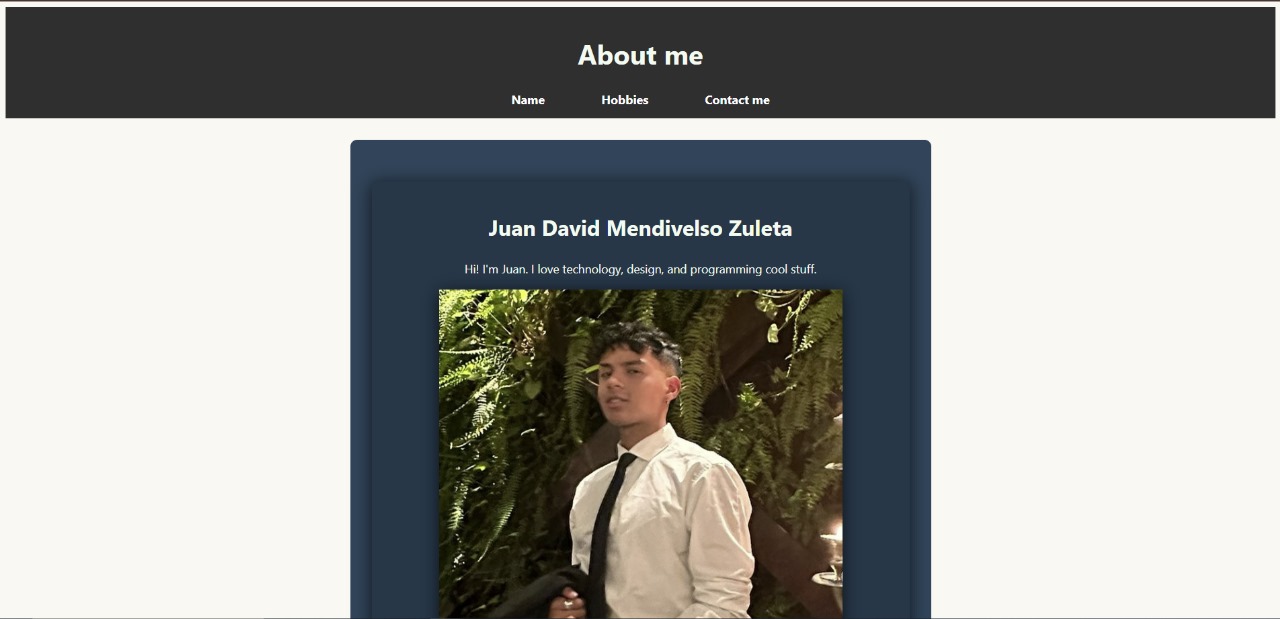 About me
Name Hobbies Contact me
Juan David Mendivelso Zuleta
Hi! I'm Juan. I love technology, design, and programming cool stuff.